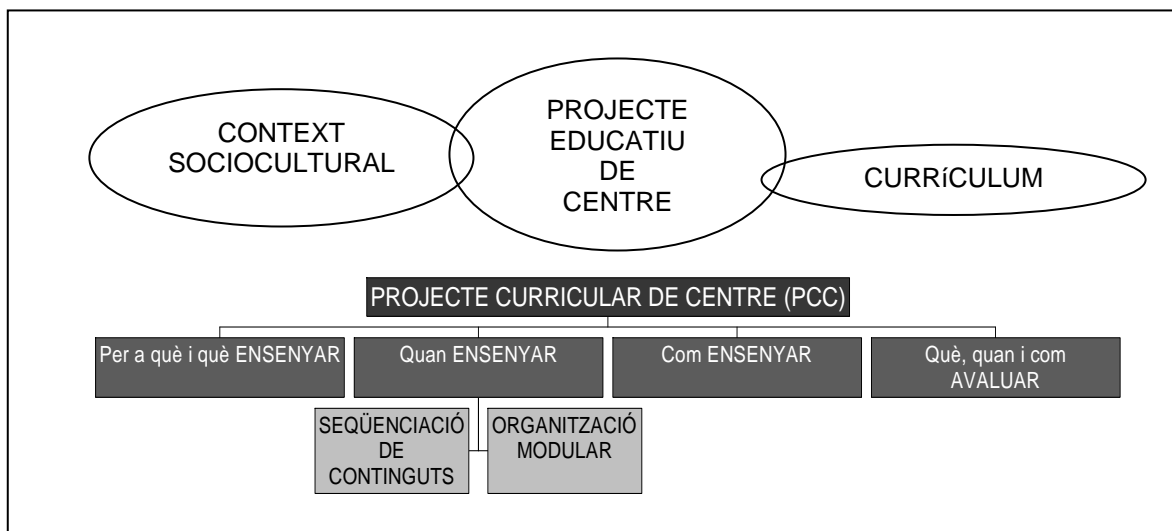 CONTEXT
SOCIOCULTURAL
PROJECTE
EDUCATIU
DE
CENTRE
CURRíCULUM
PROJECTE CURRICULAR DE CENTRE (PCC)
Per a què i què ENSENYAR
Quan ENSENYAR
Com ENSENYAR
Què, quan i com
AVALUAR
SEQÜENCIACIÓ
DE
CONTINGUTS
ORGANITZACIÓ
MODULAR